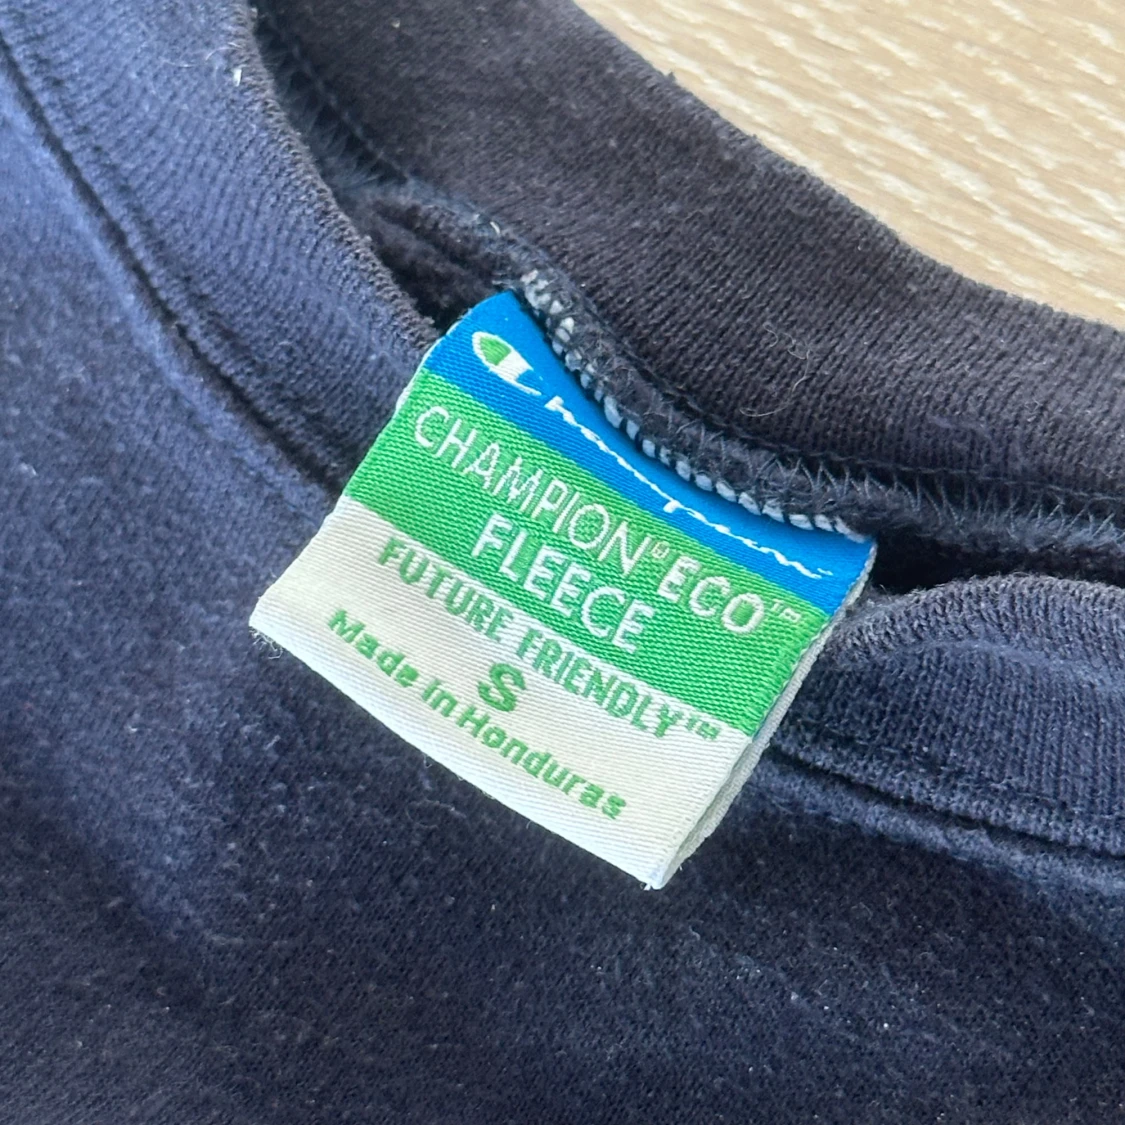 Champion
CHAMPION® ECO™
FLEECE
FUTURE FRIENDLY™
S
Made in Honduras